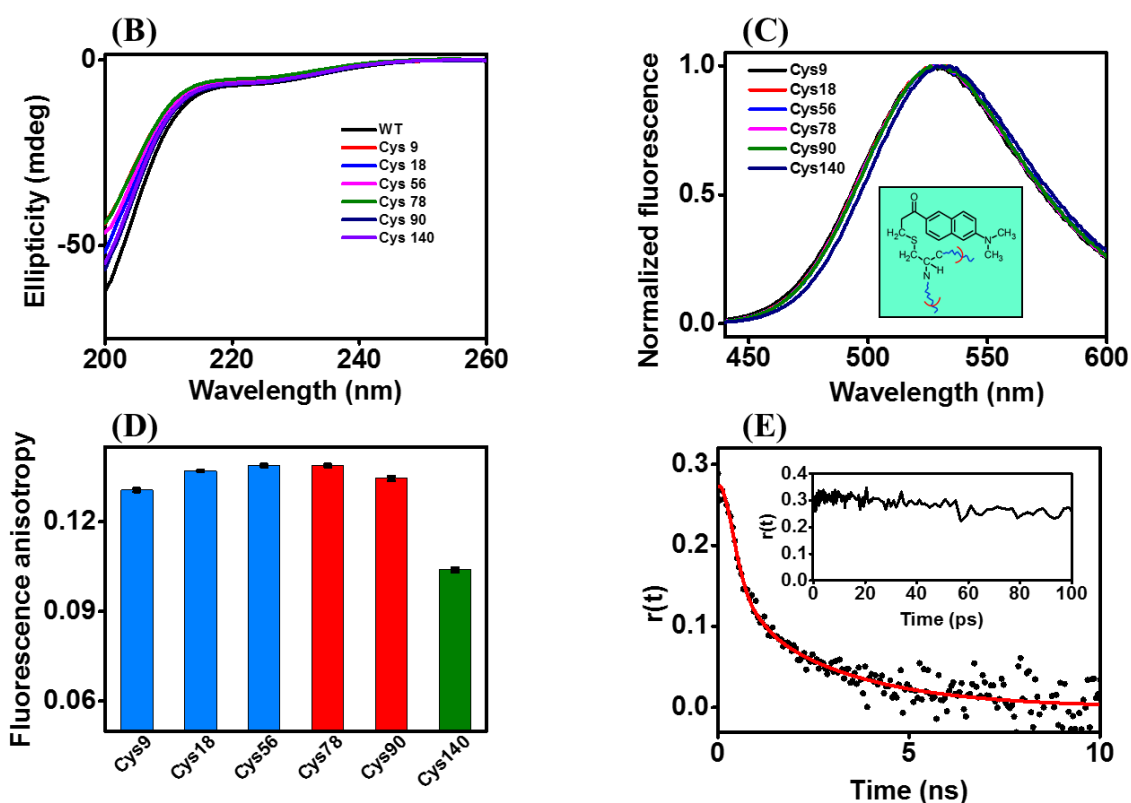 (B)
0
-50
Ellipticity (mdeg)
WT
Cys 9
Cys 18
Cys 56
Cys 78
Cys 90
Cys 140
200 220 240 260
Wavelength (nm)
(C)
1.0
0.5
0.0
Normalized fluorescence
Cys9
Cys18
Cys56
Cys78
Cys90
Cys140
O
H₂C
S
H₂C
C
C
H
N
N
CH₃
CH₃
450 500 550 600
Wavelength (nm)
(D)
0.12
0.09
0.06
Fluorescence anisotropy
Cys9 Cys18 Cys56 Cys78 Cys90 Cys140
(E)
0.3
0.2
0.1
0.0
r(t)
0.4
0.3
0.2
0.1
0.0
r(t)
0 20 40 60 80 100
Time (ps)
0 5 10
Time (ns)